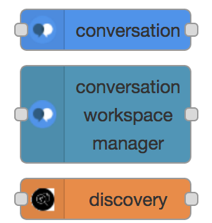 conversation
conversation
workspace
manager
discovery